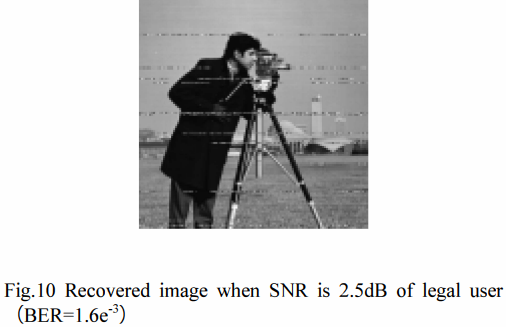 Fig.10 Recovered image when SNR is 2.5dB of legal user
（BER=1.6e⁻³）